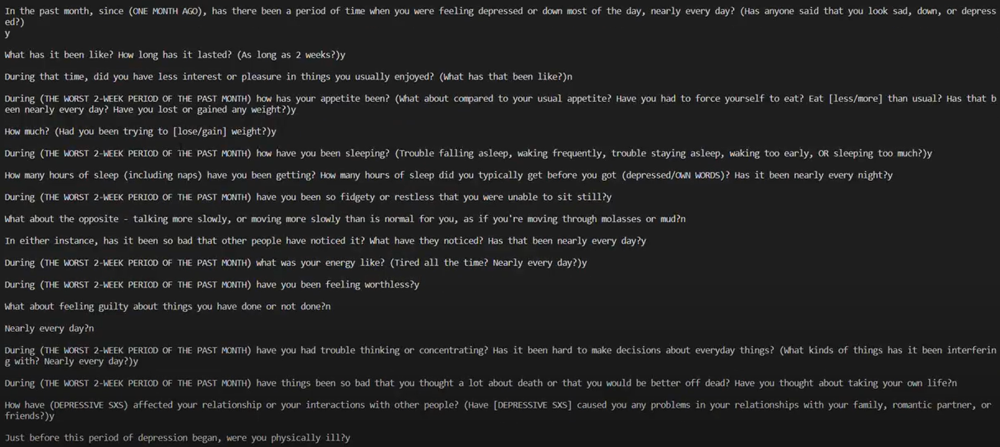 In the past month, since (ONE MONTH AGO), has there been a period of time when you were feeling depressed or down most of the day, nearly every day? (Has anyone said that you look sad, down, or depress
ed?)
y
What has it been like? How long has it lasted? (As long as 2 weeks?)y
During that time, did you have less interest or pleasure in things you usually enjoyed? (What has that been like?)n
During (THE WORST 2-WEEK PERIOD OF THE PAST MONTH) how has your appetite been? (What about compared to your usual appetite? Have you had to force yourself to eat? Eat [less/more] than usual? Has that b
een nearly every day? Have you lost or gained any weight?)y
How much? (Had you been trying to [lose/gain] weight?)y
During (THE WORST 2-WEEK PERIOD OF THE PAST MONTH) how have you been sleeping? (Trouble falling asleep, waking frequently, trouble staying asleep, waking too early, OR sleeping too much?)y
How many hours of sleep (including naps) have you been getting? How many hours of sleep did you typically get before you got (depressed/OWN WORDS)? Has it been nearly every night?y
During (THE WORST 2-WEEK PERIOD OF THE PAST MONTH) have you been so fidgety or restless that you were unable to sit still?y
What about the opposite - talking more slowly, or moving more slowly than is normal for you, as if you're moving through molasses or mud?n
In either instance, has it been so bad that other people have noticed it? What have they noticed? Has that been nearly every day?y
During (THE WORST 2-WEEK PERIOD OF THE PAST MONTH) what was your energy like? (Tired all the time? Nearly every day?)y
During (THE WORST 2-WEEK PERIOD OF THE PAST MONTH) have you been feeling worthless?y
What about feeling guilty about things you have done or not done?n
Nearly every day?n
During (THE WORST 2-WEEK PERIOD OF THE PAST MONTH) have you had trouble thinking or concentrating? Has it been hard to make decisions about everyday things? (What kinds of things has it been interferin
g with? Nearly every day?)y
During (THE WORST 2-WEEK PERIOD OF THE PAST MONTH) have things been so bad that you thought a lot about death or that you would be better off dead? Have you thought about taking your own life?n
How have (DEPRESSIVE SXS) affected your relationship or your interactions with other people? (Have [DEPRESSIVE SXS] caused you any problems in your relationships with your family, romantic partner, or
friends?)y
Just before this period of depression began, were you physically ill?y